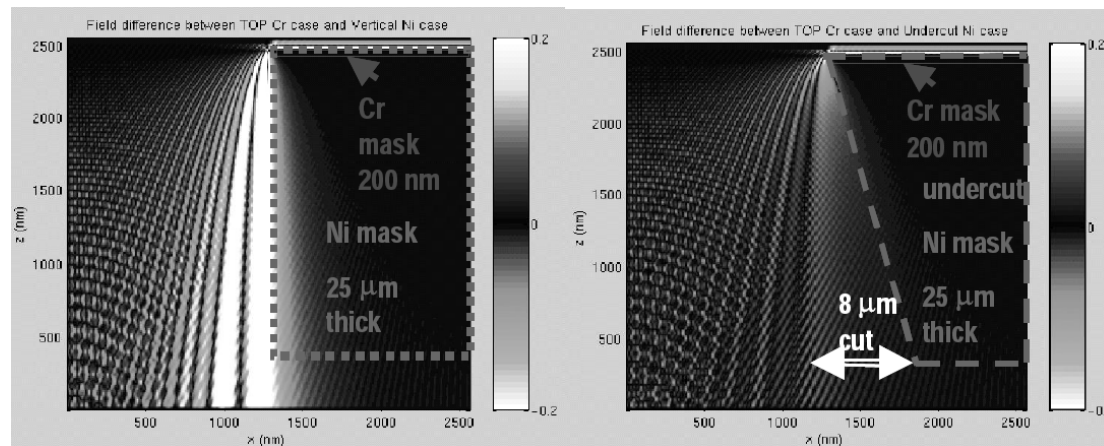 Field difference between TOP Cr case and Vertical Ni case
2500
2000
1500
1000
500
z (nm)
500
1000
1500
2000
2500
x (nm)
0.2
0
-0.2
Cr
mask
200 nm
Ni mask
25 μm
thick
Field difference between TOP Cr case and Undercut Ni case
2500
2000
1500
1000
500
z (nm)
500
1000
1500
2000
2500
x (nm)
0.2
0
-0.2
Cr mask
200 nm
undercut
Ni mask
25 μm
thick
8 μm
cut